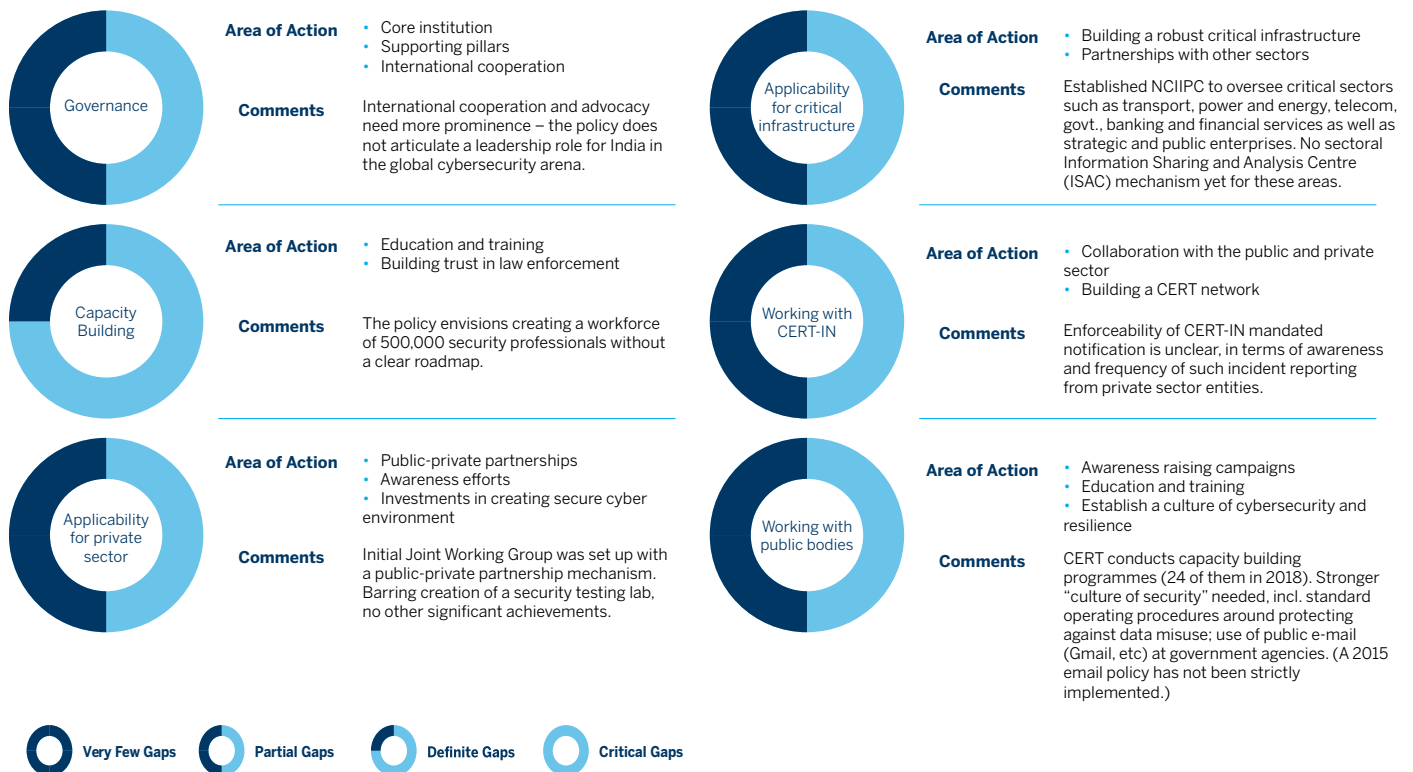 Governance
Area of Action
• Core institution
• Supporting pillars
• International cooperation
Comments
International cooperation and advocacy
need more prominence – the policy does
not articulate a leadership role for India in
the global cybersecurity arena.
Capacity
Building
Area of Action
• Education and training
• Building trust in law enforcement
Comments
The policy envisions creating a workforce
of 500,000 security professionals without
a clear roadmap.
Applicability
for private
sector
Area of Action
• Public-private partnerships
• Awareness efforts
• Investments in creating secure cyber
environment
Comments
Initial Joint Working Group was set up with
a public-private partnership mechanism.
Barring creation of a security testing lab,
no other significant achievements.
Applicability
for critical
infrastructure
Area of Action
• Building a robust critical infrastructure
• Partnerships with other sectors
Comments
Established NCIIPC to oversee critical sectors
such as transport, power and energy, telecom,
govt., banking and financial services as well as
strategic and public enterprises. No sectoral
Information Sharing and Analysis Centre
(ISAC) mechanism yet for these areas.
Working with
CERT-IN
Area of Action
• Collaboration with the public and private
sector
• Building a CERT network
Comments
Enforceability of CERT-IN mandated
notification is unclear, in terms of awareness
and frequency of such incident reporting
from private sector entities.
Working with
public bodies
Area of Action
• Awareness raising campaigns
• Education and training
• Establish a culture of cybersecurity and
resilience
Comments
CERT conducts capacity building
programmes (24 of them in 2018). Stronger
“culture of security” needed, incl. standard
operating procedures around protecting
against data misuse; use of public e-mail
(Gmail, etc) at government agencies. (A 2015
email policy has not been strictly
implemented.)
Very Few Gaps
Partial Gaps
Definite Gaps
Critical Gaps